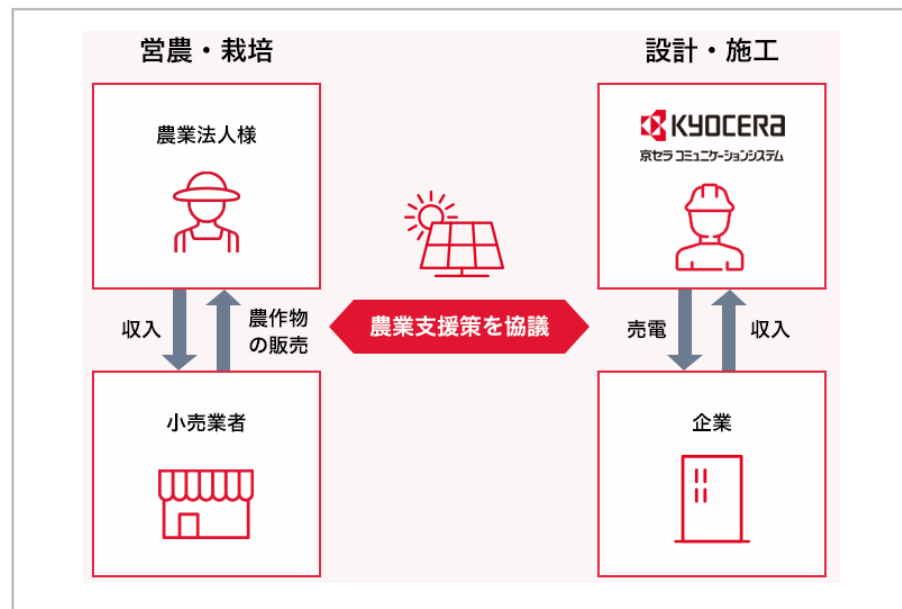 営農・栽培
設計・施工
農業法人様
KYOCERA
京セラ コミュニケーションシステム
収入
農作物
の販売
農業支援策を協議
売電
収入
小売業者
企業